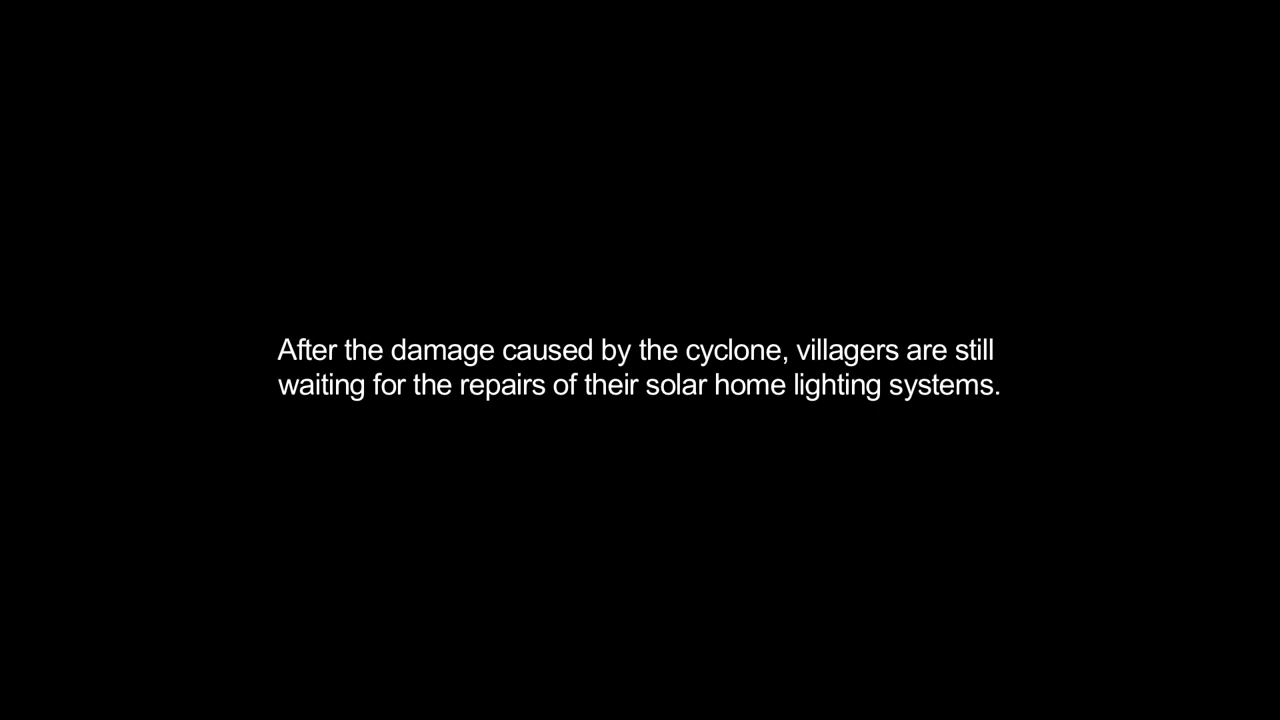 After the damage caused by the cyclone, villagers are still
waiting for the repairs of their solar home lighting systems.